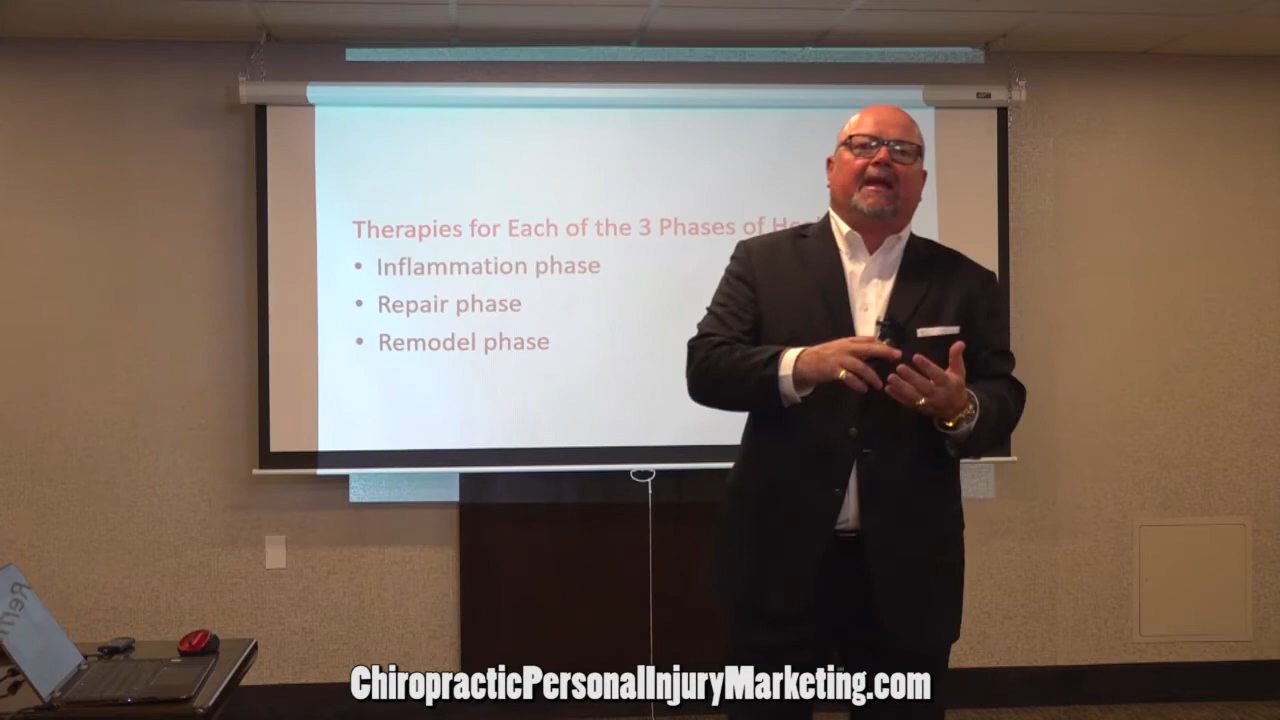 Therapies for Each of the 3 Phases of
• Inflammation phase
• Repair phase
• Remodel phase
ChiropracticPersonalInjuryMarketing.com